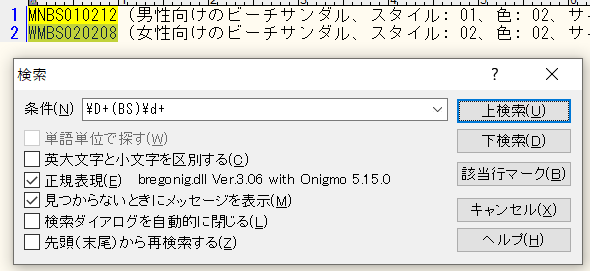 1 MNBS010212 (男性向けのビーチサンダル、スタイル: 01、色: 02、サ
2 WMBS020208 (女性向けのビーチサンダル、スタイル: 02、色: 02、サ
検索
条件(N) ¥D+(BS)¥d+ 上検索(U)
単語単位で探す(W) 下検索(D)
英大文字と小文字を区別する(C)
正規表現(E) bregonig.dll Ver.3.06 with Onigmo 5.15.0 該当行マーク(B)
見つからないときにメッセージを表示(M)
検索ダイアログを自動的に閉じる(L) キャンセル(X)
先頭(末尾)から再検索する(Z) ヘルプ(H)